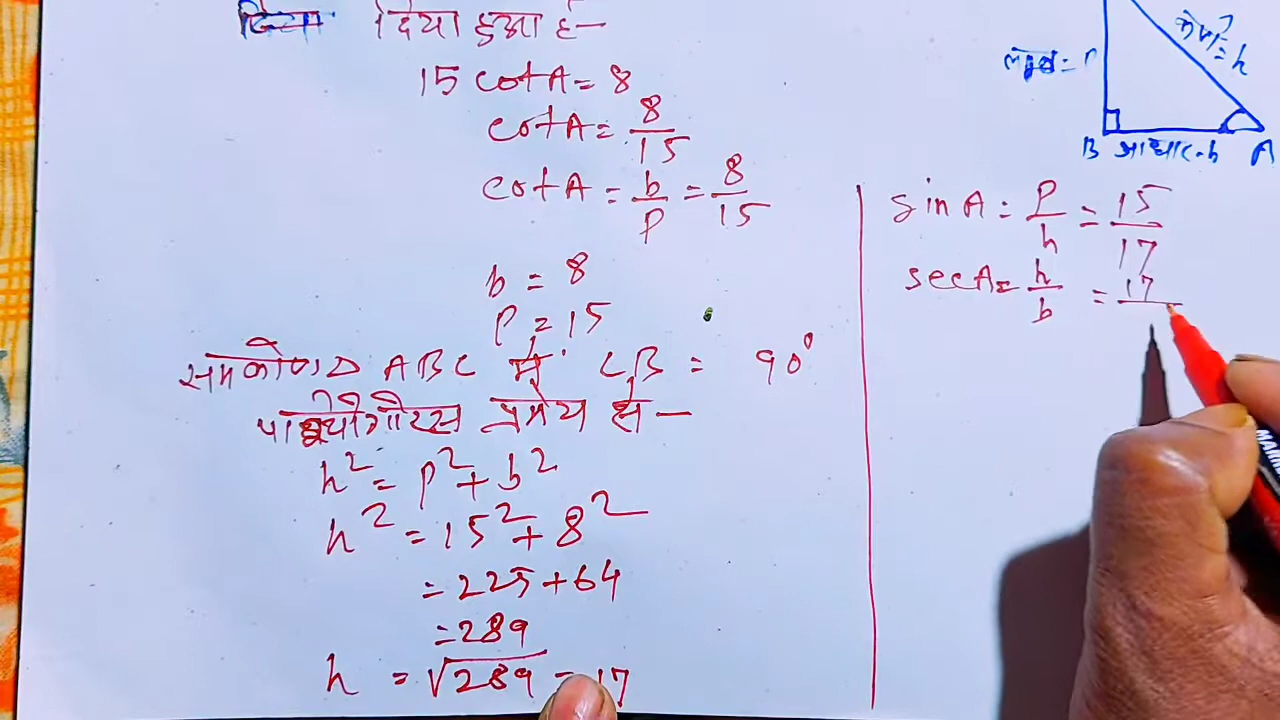 दिया हुआ है—
15 cot A = 8
cot A = 8/15
cot A = b/P = 8/15
b = 8
P = 15
समकोण △ ABC में ∠B = 90°
पाइथोगोरस प्रमेय से—
h² = p² + b²
h² = 15² + 8²
= 225 + 64
= 289
h = √289 = 17
लम्ब = P
कर्ण = h
B आधार = b A
sin A = P/h = 15/17
sec A = h/b = 17